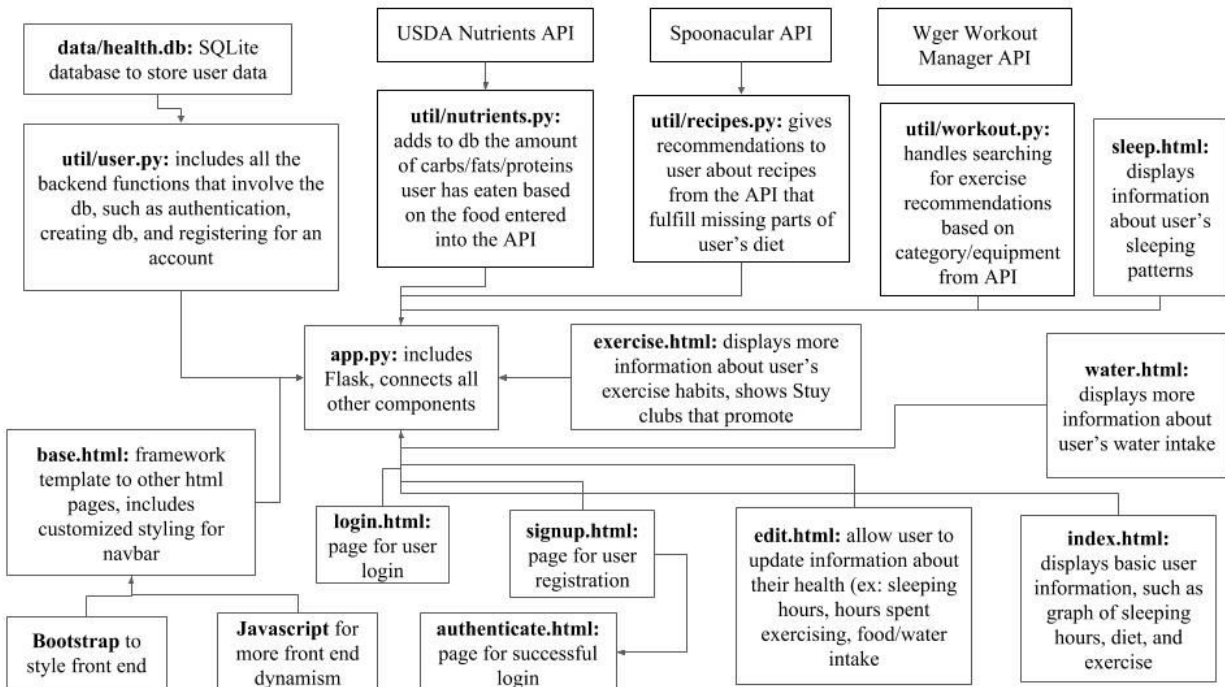 data/health.db: SQLite
database to store user data
USDA Nutrients API
Spoonacular API
Wger Workout
Manager API
util/user.py: includes all the
backend functions that involve the
db, such as authentication,
creating db, and registering for an
account
util/nutrients.py:
adds to db the
amount of
carbs/fats/proteins
user has eaten based
on the food entered
into the API
util/recipes.py: gives
recommendations to
user about recipes
from the API that
fulfill missing parts of
user’s diet
util/workout.py:
handles searching
for exercise
recommendations
based on
category/equipment
from API
sleep.html:
displays
information
about user’s
sleeping
patterns
app.py: includes
Flask, connects all
other components
exercise.html: displays more
information about user’s
exercise habits, shows Stuy
clubs that promote
water.html:
displays more
information about
user’s water intake
base.html: framework
template to other html
pages, includes
customized styling for
navbar
login.html:
page for user
login
signup.html:
page for user
registration
edit.html: allow user to
update information about
their health (ex: sleeping
hours, hours spent
exercising, food/water
intake
index.html:
displays basic user
information, such as
graph of sleeping
hours, diet, and
exercise
Bootstrap to
style front end
Javascript for
more front end
dynamism
authenticate.html:
page for successful
login